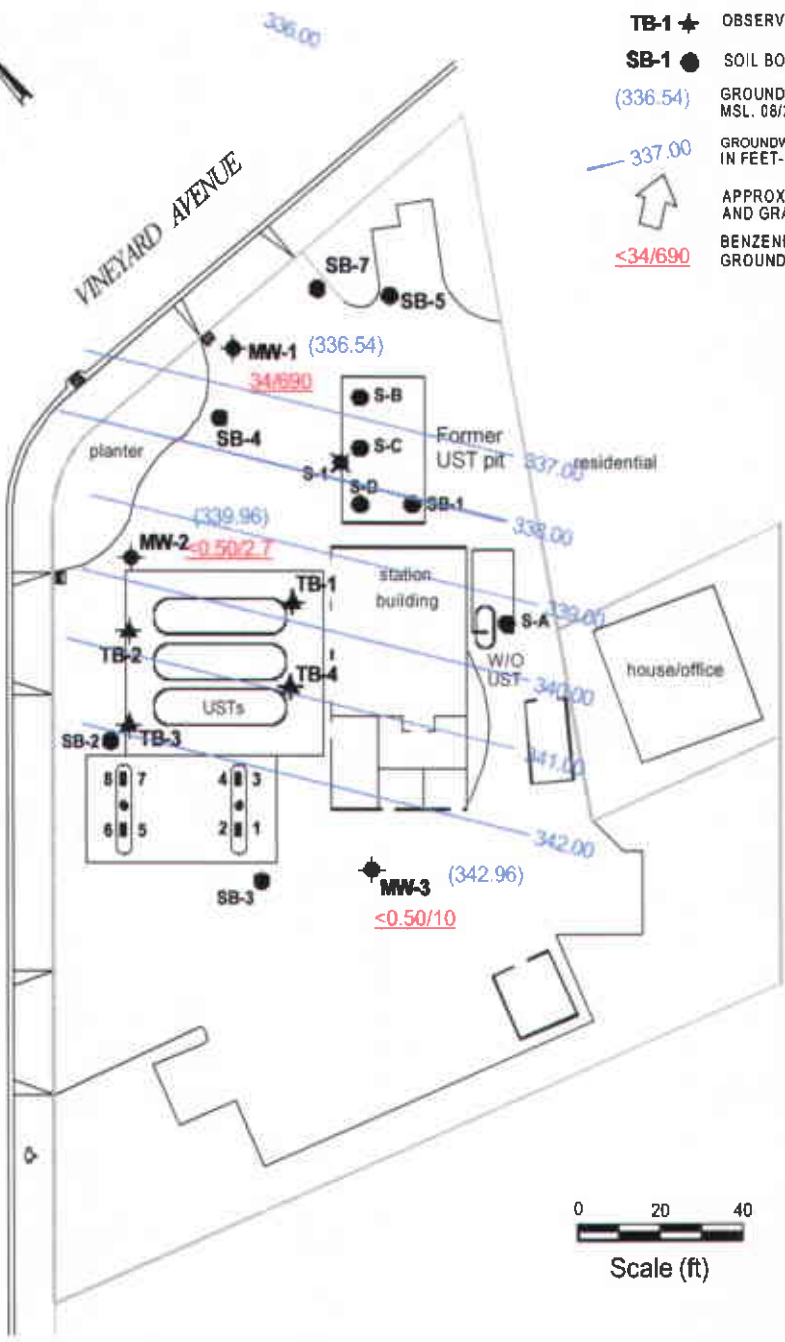 336.00
TB-1 OBSERV
SB-1 SOIL BO
(336.54) GROUND
MSL. 08/
337.00 GROUNDW
IN FEET-
APPROX
AND GRA
<34/690 BENZENE
GROUND
VINEYARD AVENUE
SB-7
SB-5
MW-1 (336.54)
34/690
S-B
SB-4
planter
Former
UST pit
S-C
S-1
337.00
residential
S-D
SB-1
338.00
(339.96)
MW-2
<0.50/2.7
station
building
TB-1
339.00
S-A
TB-2
W/O
UST
TB-4
340.00
house/office
USTs
TB-3
SB-2
341.00
8 7
4 3
6 5
2 1
342.00
MW-3 (342.96)
SB-3
<0.50/10
0 20 40
Scale (ft)